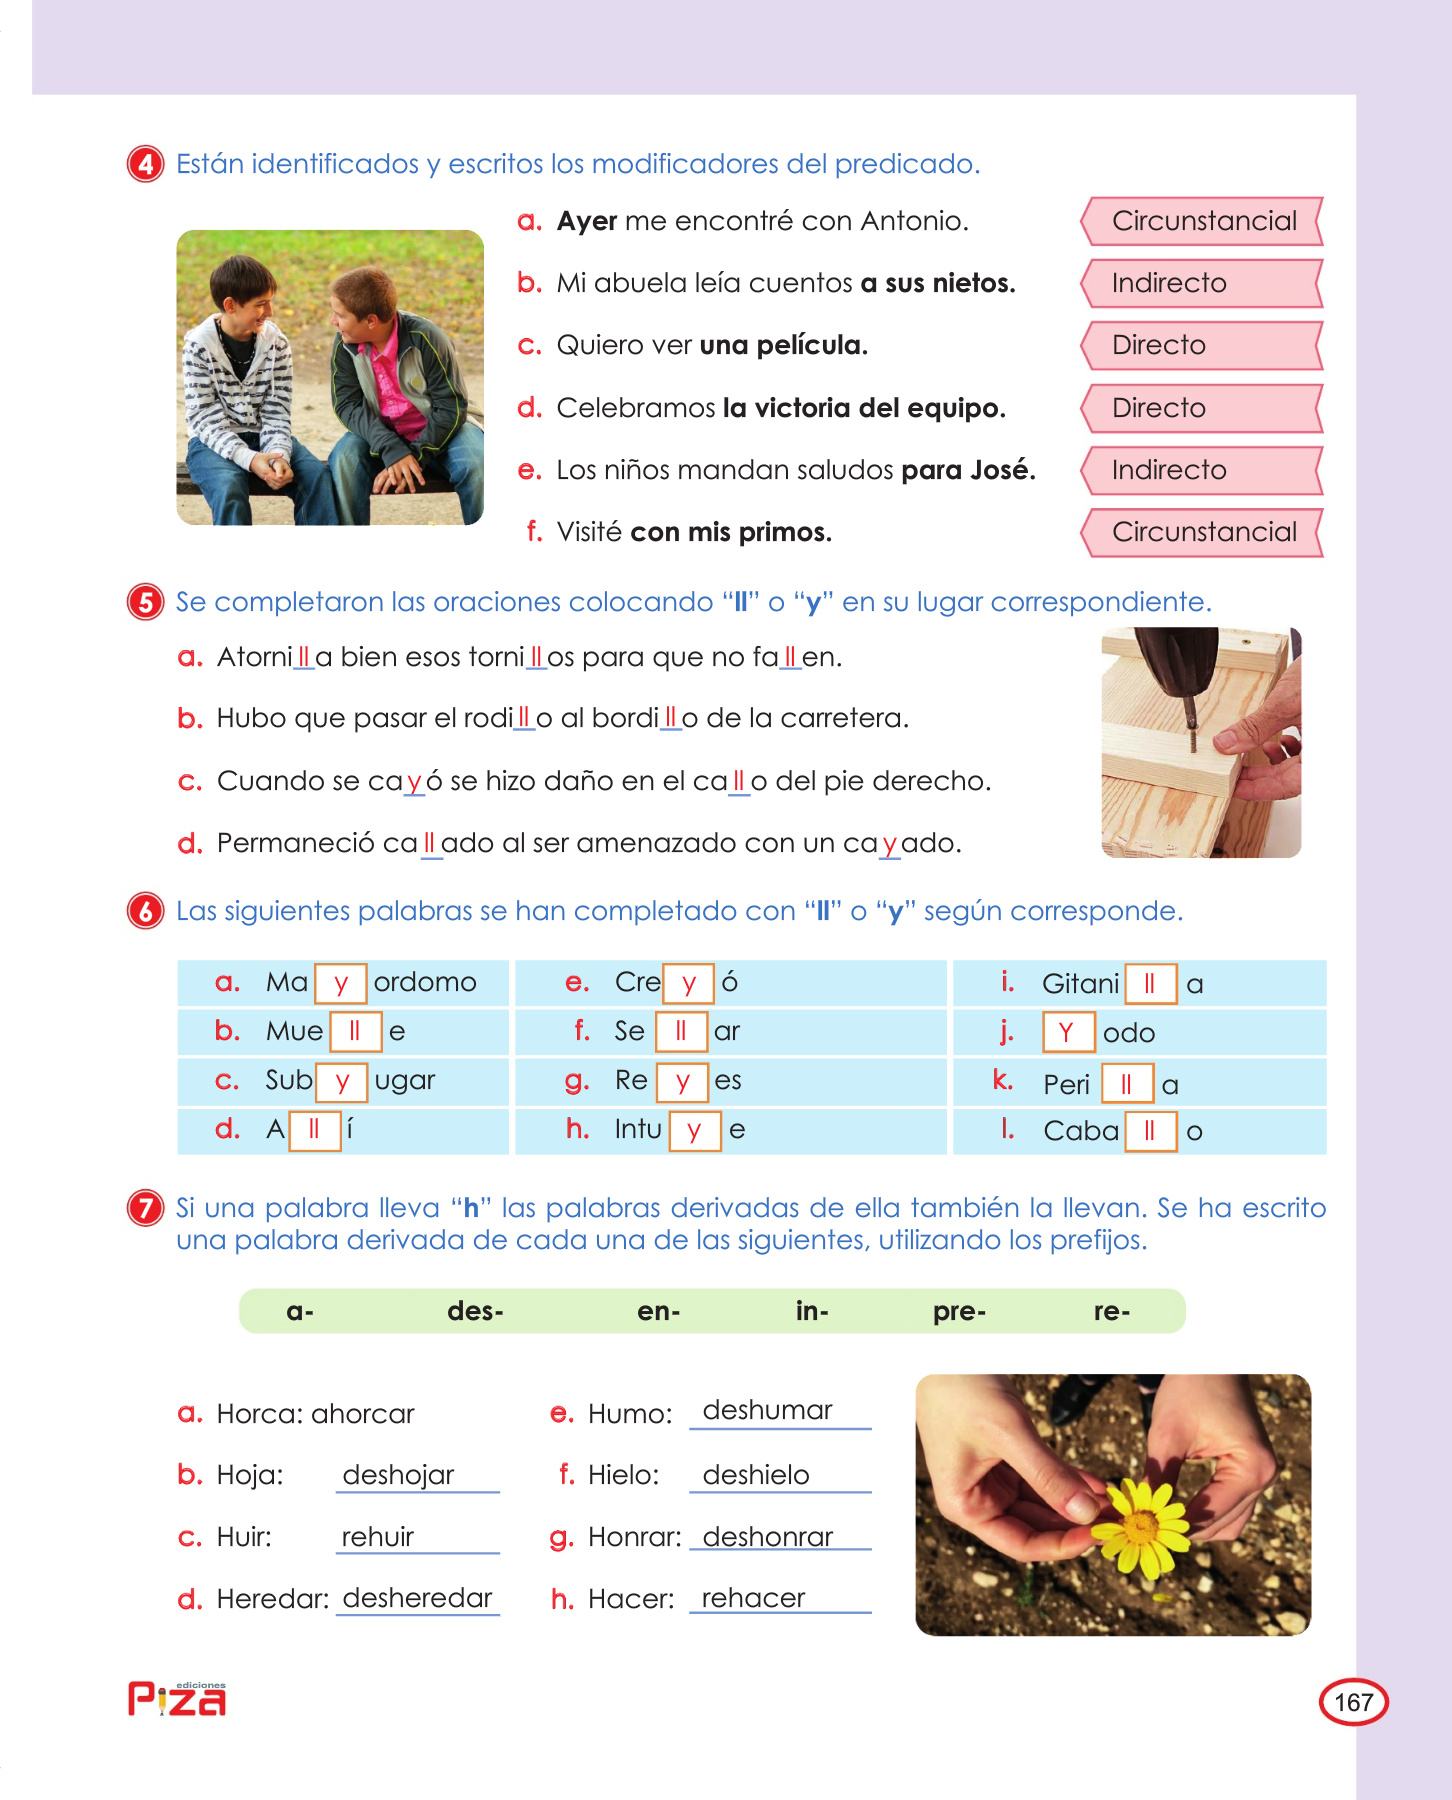 4 Están identificados y escritos los modificadores del predicado.
a. Ayer me encontré con Antonio. Circunstancial
b. Mi abuela leía cuentos a sus nietos. Indirecto
c. Quiero ver una película. Directo
d. Celebramos la victoria del equipo. Directo
e. Los niños mandan saludos para José. Indirecto
f. Visité con mis primos. Circunstancial
5 Se completaron las oraciones colocando “ll” o “y” en su lugar correspondiente.
a. Atornilla bien esos tornillos para que no fallen.
b. Hubo que pasar el rodillo al bordillo de la carretera.
c. Cuando se cayó se hizo daño en el callo del pie derecho.
d. Permaneció callado al ser amenazado con un cayado.
6 Las siguientes palabras se han completado con “ll” o “y” según corresponde.
a. Ma y ordomo e. Cre y ó i. Gitani ll a
b. Mue ll e f. Se ll ar j. Y odo
c. Sub y ugar g. Re y es k. Peri ll a
d. A ll í h. Intu y e l. Caba ll o
7 Si una palabra lleva “h” las palabras derivadas de ella también la llevan. Se ha escrito
una palabra derivada de cada una de las siguientes, utilizando los prefijos.
a- des- en- in- pre- re-
a. Horca: ahorcar e. Humo: deshumar
b. Hoja: deshojar f. Hielo: deshielo
c. Huir: rehuir g. Honrar: deshonrar
d. Heredar: desheredar h. Hacer: rehacer
ediciones
Piza
167